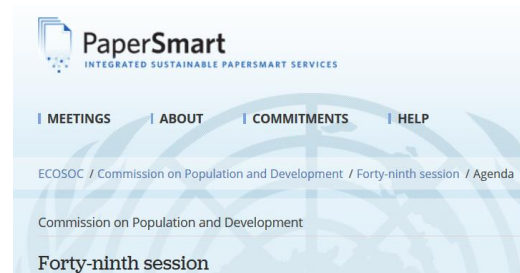 PaperSmart
INTEGRATED SUSTAINABLE PAPERSMART SERVICES
MEETINGS ABOUT COMMITMENTS HELP
ECOSOC / Commission on Population and Development / Forty-ninth session / Agenda
Commission on Population and Development
Forty-ninth session